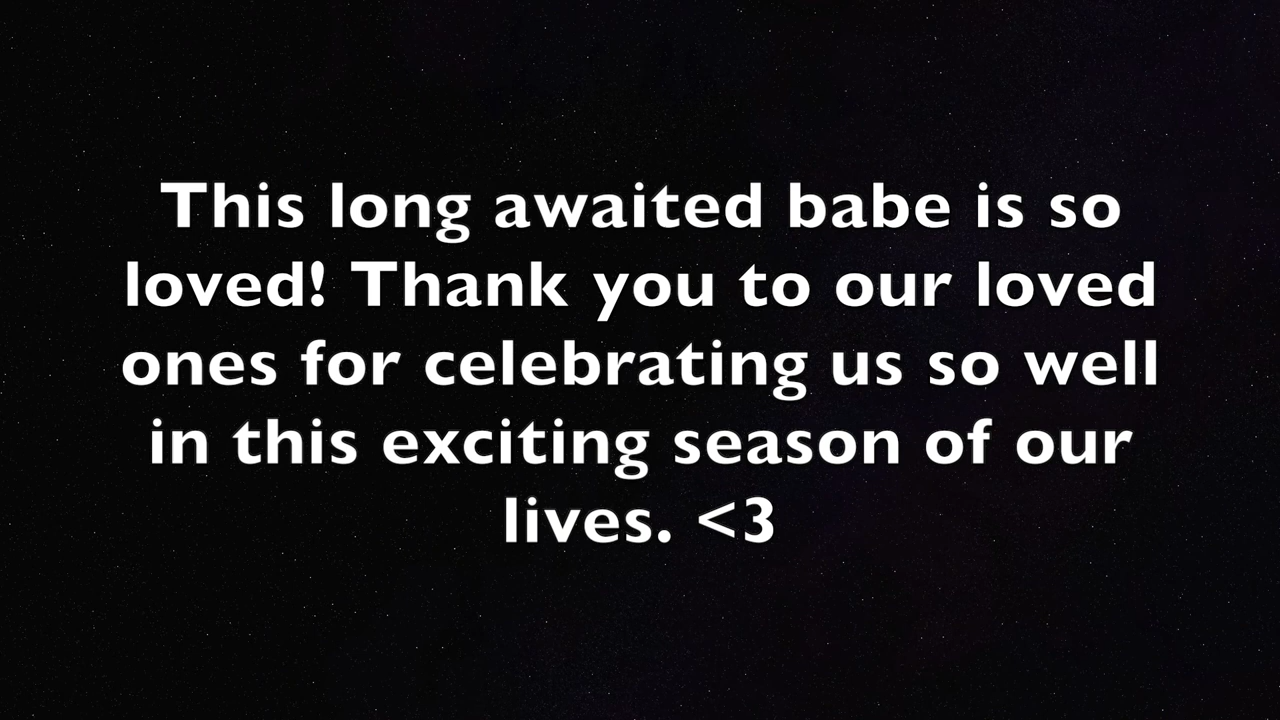 This long awaited babe is so
loved! Thank you to our loved
ones for celebrating us so well
in this exciting season of our
lives. <3